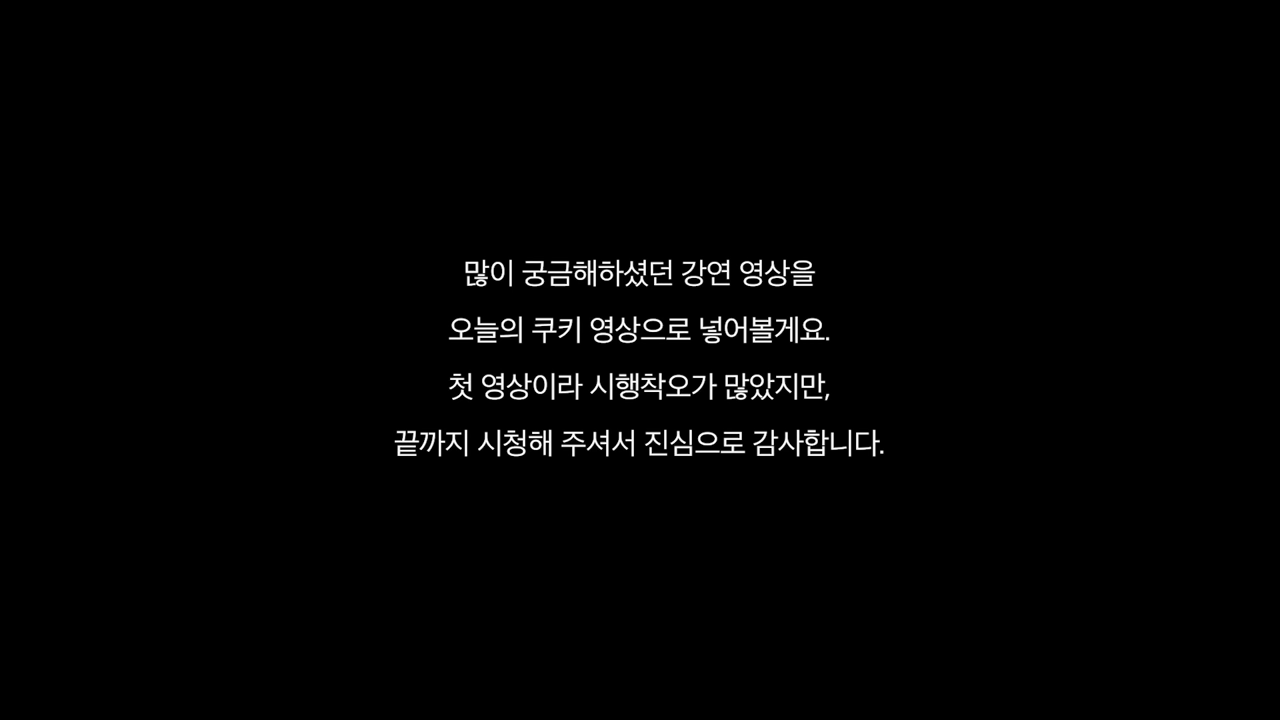 많이 궁금해하셨던 강연 영상을
오늘의 쿠키 영상으로 넣어볼게요.
첫 영상이라 시행착오가 많았지만,
끝까지 시청해 주셔서 진심으로 감사합니다.